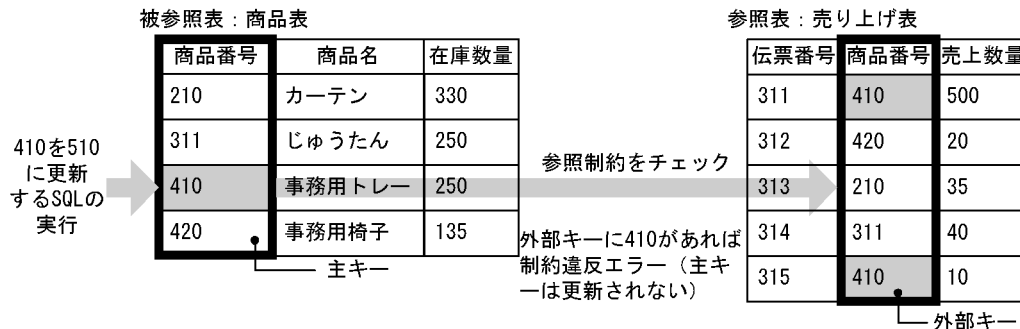 被参照表：商品表
商品番号 商品名 在庫数量
210 カーテン 330
311 じゅうたん 250
410 事務用トレー 250
420 事務用椅子 135
主キー
410を510
に更新
するSQLの
実行
参照制約をチェック
外部キーに410があれば
制約違反エラー（主キ
ーは更新されない）
参照表：売り上げ表
伝票番号 商品番号 売上数量
311 410 500
312 420 20
313 210 35
314 311 40
315 410 10
外部キー